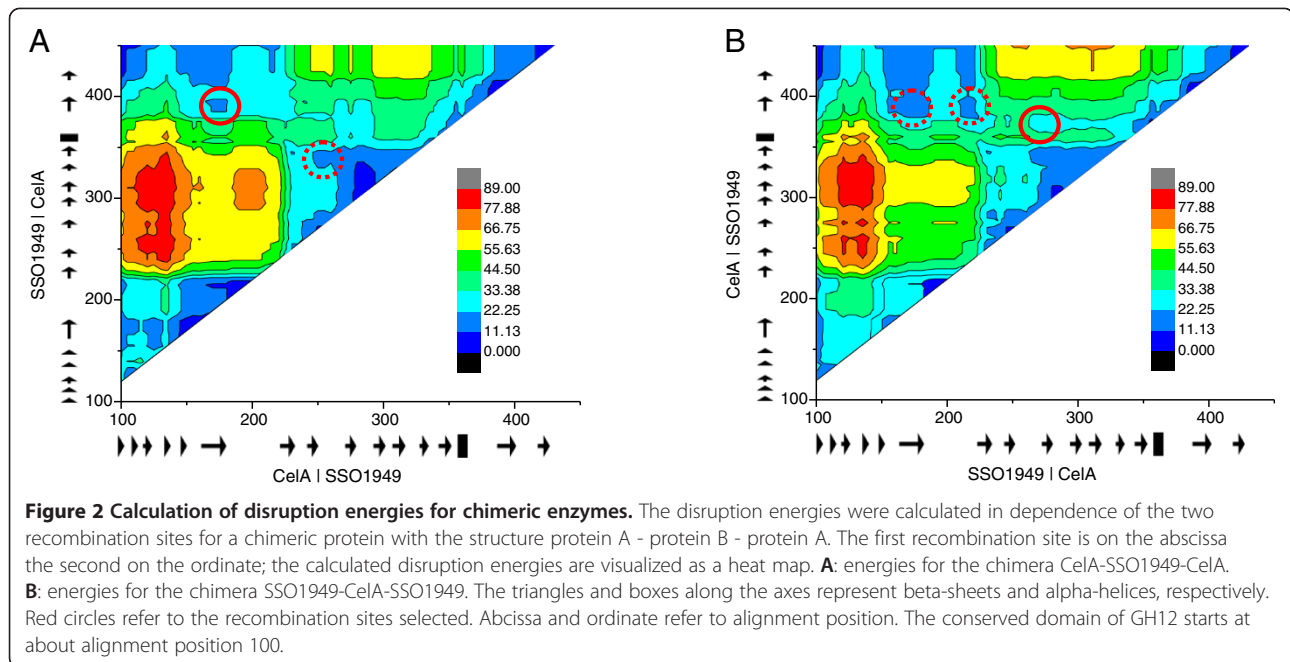 A
B
400
300
200
100
SSO1949 | CelA
89.00
77.88
66.75
55.63
44.50
33.38
22.25
11.13
0.000
100
200
300
400
CelA | SSO1949
400
300
200
100
CelA | SSO1949
89.00
77.88
66.75
55.63
44.50
33.38
22.25
11.13
0.000
100
200
300
400
SSO1949 | CelA
Figure 2 Calculation of disruption energies for chimeric enzymes. The disruption energies were calculated in dependence of the two
recombination sites for a chimeric protein with the structure protein A - protein B - protein A. The first recombination site is on the abscissa
the second on the ordinate; the calculated disruption energies are visualized as a heat map. A: energies for the chimera CelA-SSO1949-CelA.
B: energies for the chimera SSO1949-CelA-SSO1949. The triangles and boxes along the axes represent beta-sheets and alpha-helices, respectively.
Red circles refer to the recombination sites selected. Abcissa and ordinate refer to alignment position. The conserved domain of GH12 starts at
about alignment position 100.